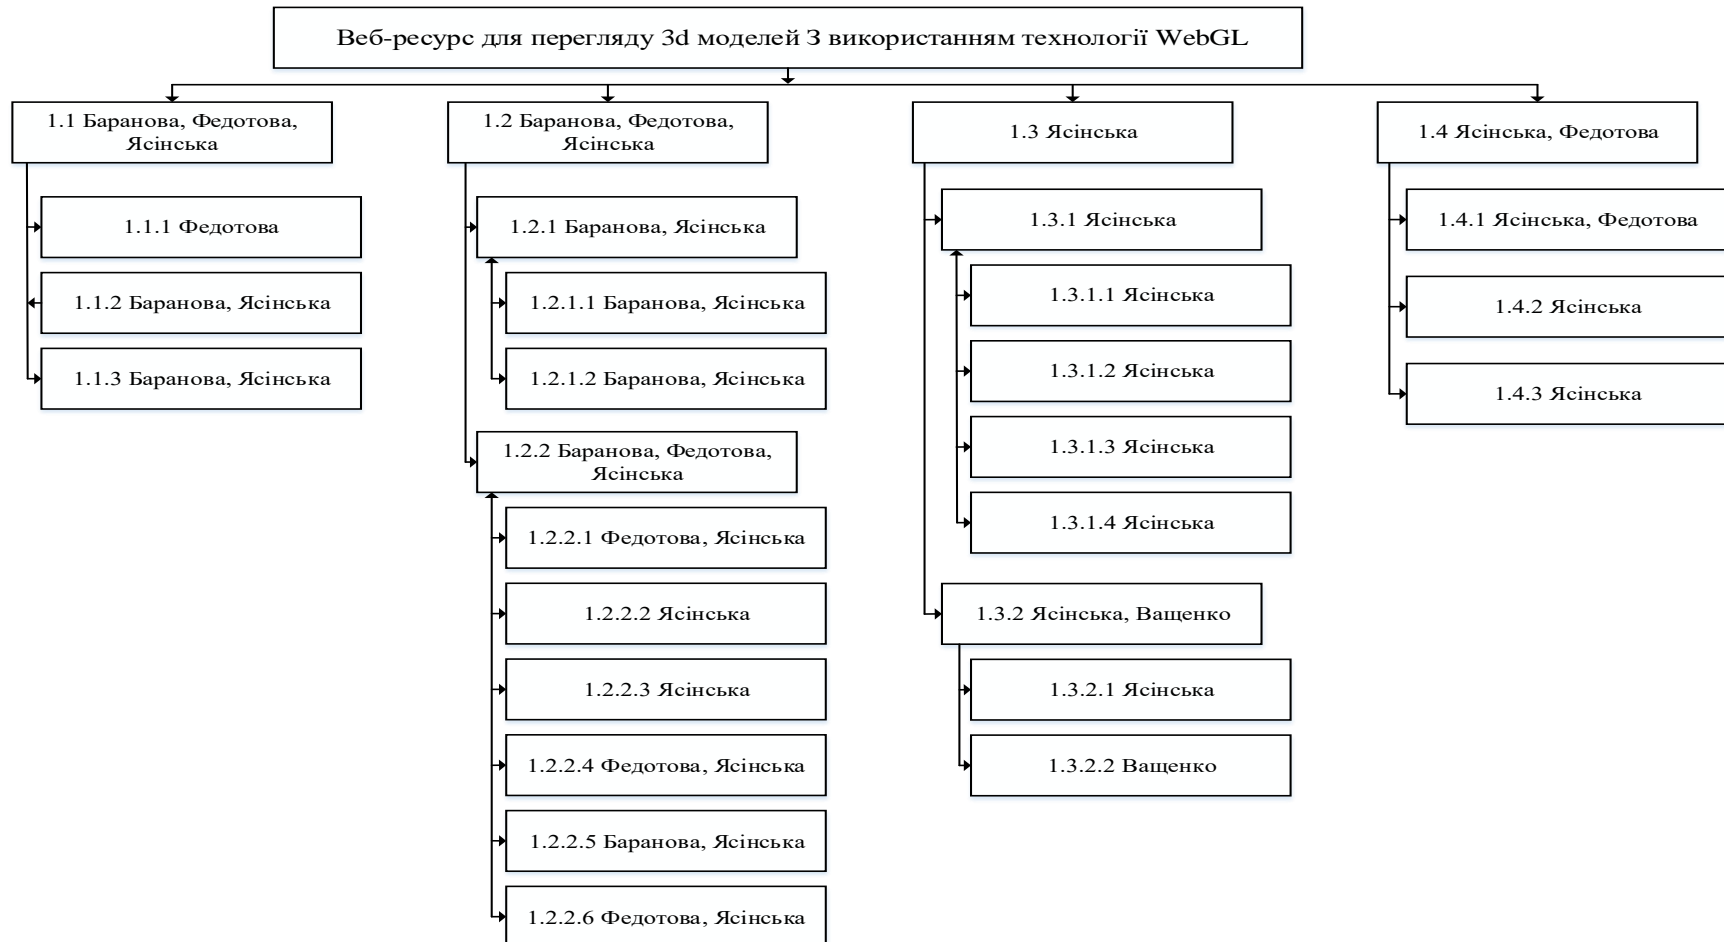 Веб-ресурс для перегляду 3d моделей З використанням технології WebGL
1.1 Баранова, Федотова,
Ясінська
1.1.1 Федотова
1.1.2 Баранова, Ясінська
1.1.3 Баранова, Ясінська
1.2 Баранова, Федотова,
Ясінська
1.2.1 Баранова, Ясінська
1.2.1.1 Баранова, Ясінська
1.2.1.2 Баранова, Ясінська
1.2.2 Баранова, Федотова,
Ясінська
1.2.2.1 Федотова, Ясінська
1.2.2.2 Ясінська
1.2.2.3 Ясінська
1.2.2.4 Федотова, Ясінська
1.2.2.5 Баранова, Ясінська
1.2.2.6 Федотова, Ясінська
1.3 Ясінська
1.3.1 Ясінська
1.3.1.1 Ясінська
1.3.1.2 Ясінська
1.3.1.3 Ясінська
1.3.1.4 Ясінська
1.3.2 Ясінська, Ващенко
1.3.2.1 Ясінська
1.3.2.2 Ващенко
1.4 Ясінська, Федотова
1.4.1 Ясінська, Федотова
1.4.2 Ясінська
1.4.3 Ясінська